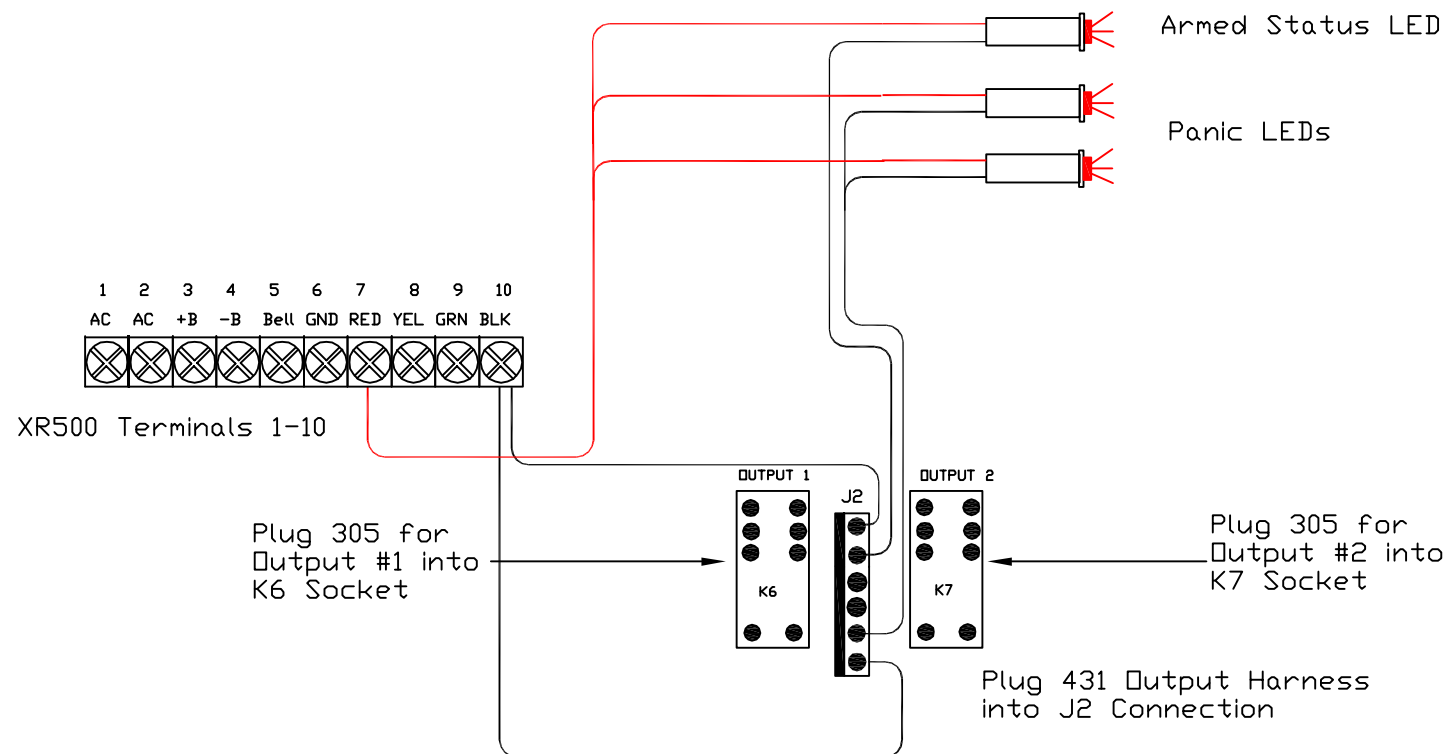 Armed Status LED
Panic LEDs
1 2 3 4 5 6 7 8 9 10
AC AC +B -B Bell GND RED YEL GRN BLK
XR500 Terminals 1-10
OUTPUT 1
J2
OUTPUT 2
Plug 305 for
Output #1 into
K6 Socket
K6
K7
Plug 305 for
Output #2 into
K7 Socket
Plug 431 Output Harness
into J2 Connection